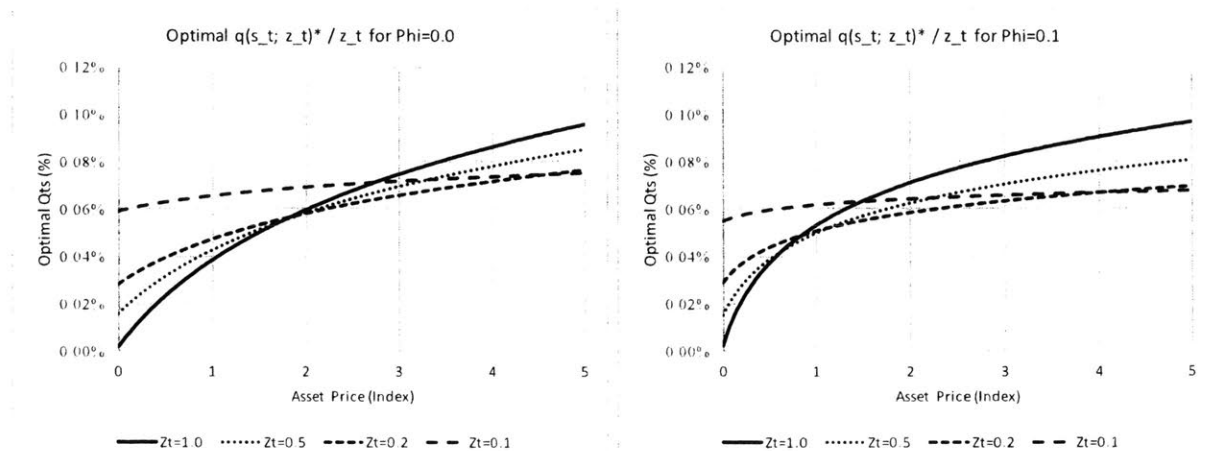 Optimal q(s_t; z_t)* / z_t for Phi=0.0
0 12%
0 10%
0 08%
0 06%
0 04%
0 02%
0 00%
Optimal Qts (%)
0 1 2 3 4 5
Asset Price (Index)
Zt=1.0 Zt=0.5 Zt=0.2 Zt=0.1
Optimal q(s_t; z_t)* / z_t for Phi=0.1
0 12%
0 10%
0 08%
0 06%
0 04%
0 02%
0 00%
Optimal Qts (%)
0 1 2 3 4 5
Asset Price (Index)
Zt=1.0 Zt=0.5 Zt=0.2 Zt=0.1